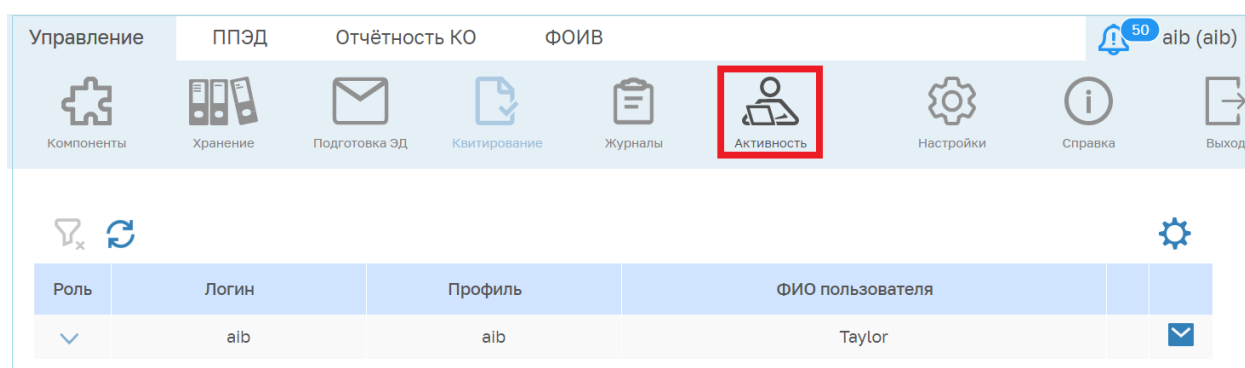 Управление ППЭД Отчётность КО ФОИВ 50 aib (aib)
Компоненты Хранение Подготовка ЭД Квитирование Журналы Активность Настройки Справка Выход
Роль Логин Профиль ФИО пользователя
aib aib Taylor